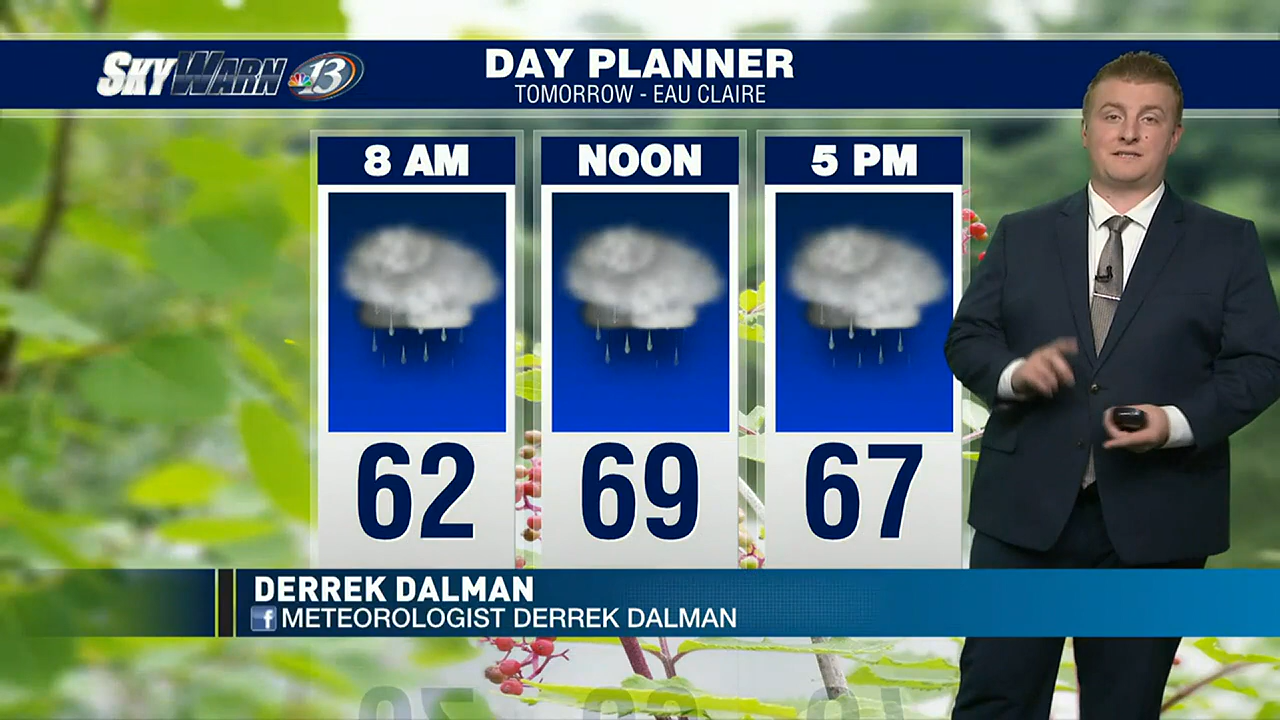 SKYWARN 13
DAY PLANNER
TOMORROW - EAU CLAIRE
8 AM
NOON
5 PM
62
69
67
DERREK DALMAN
METEOROLOGIST DERREK DALMAN